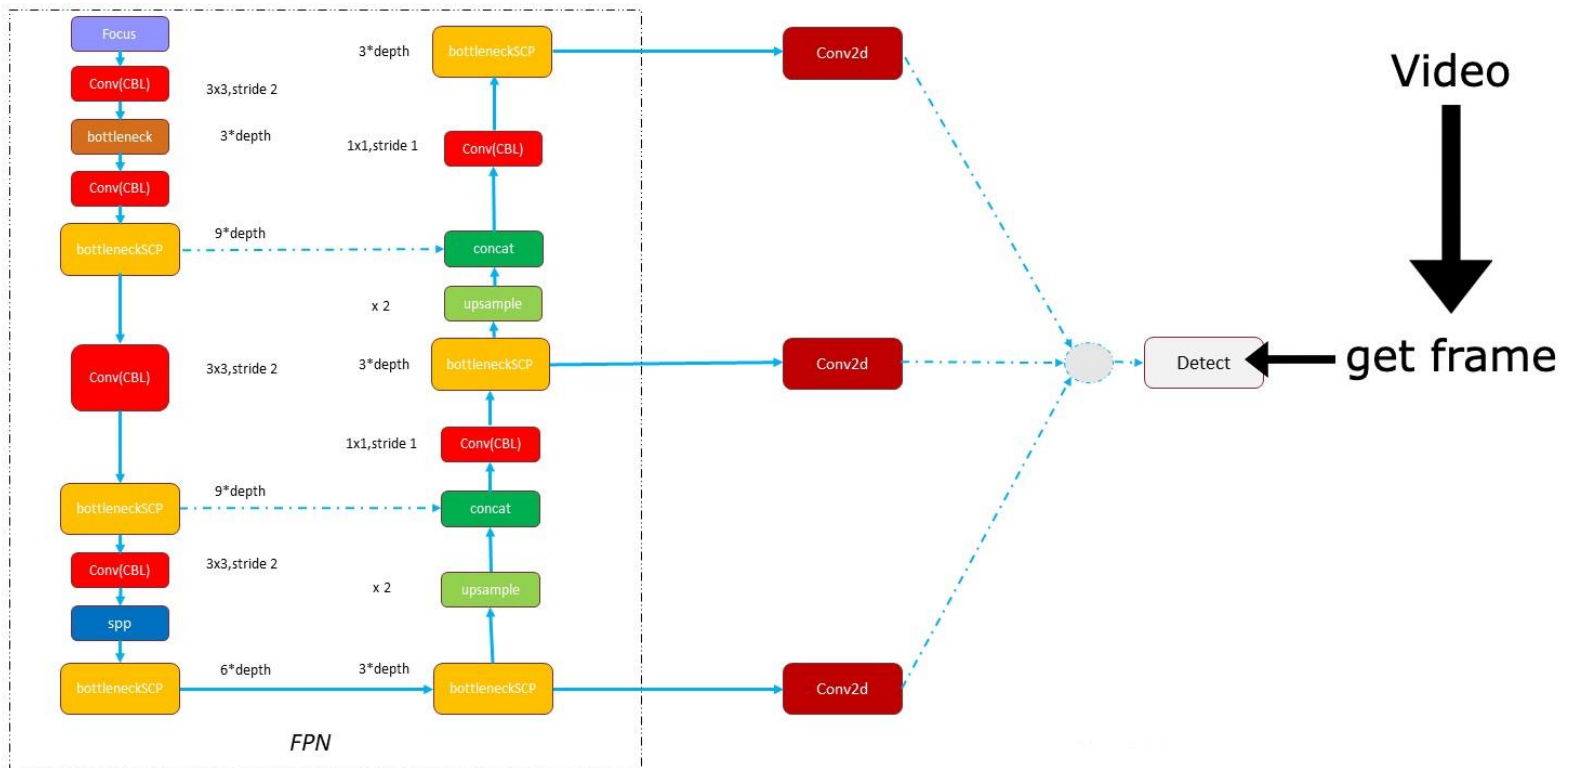 Focus
Conv(CBL)
3x3,stride 2
bottleneck
3*depth
Conv(CBL)
bottleneckSCP
9*depth
Conv(CBL)
3x3,stride 2
bottleneckSCP
9*depth
Conv(CBL)
3x3,stride 2
spp
bottleneckSCP
6*depth
3*depth
bottleneckSCP
1x1,stride 1
Conv(CBL)
concat
x 2
upsample
3*depth
bottleneckSCP
1x1,stride 1
Conv(CBL)
concat
x 2
upsample
3*depth
bottleneckSCP
FPN
Conv2d
Conv2d
Conv2d
Detect
Video
get frame